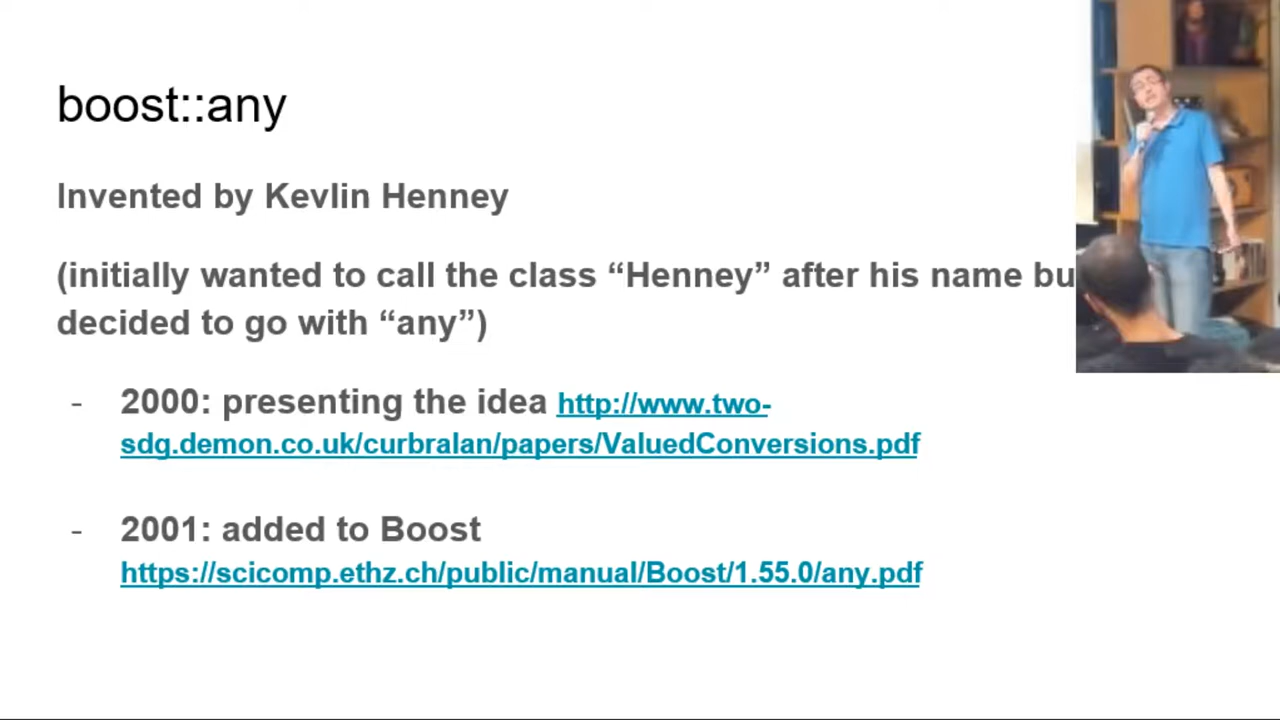 boost::any
Invented by Kevlin Henney
(initially wanted to call the class “Henney” after his name bu
decided to go with “any”)
- 2000: presenting the idea http://www.two-
sdg.demon.co.uk/curbralan/papers/ValuedConversions.pdf
- 2001: added to Boost
https://scicomp.ethz.ch/public/manual/Boost/1.55.0/any.pdf